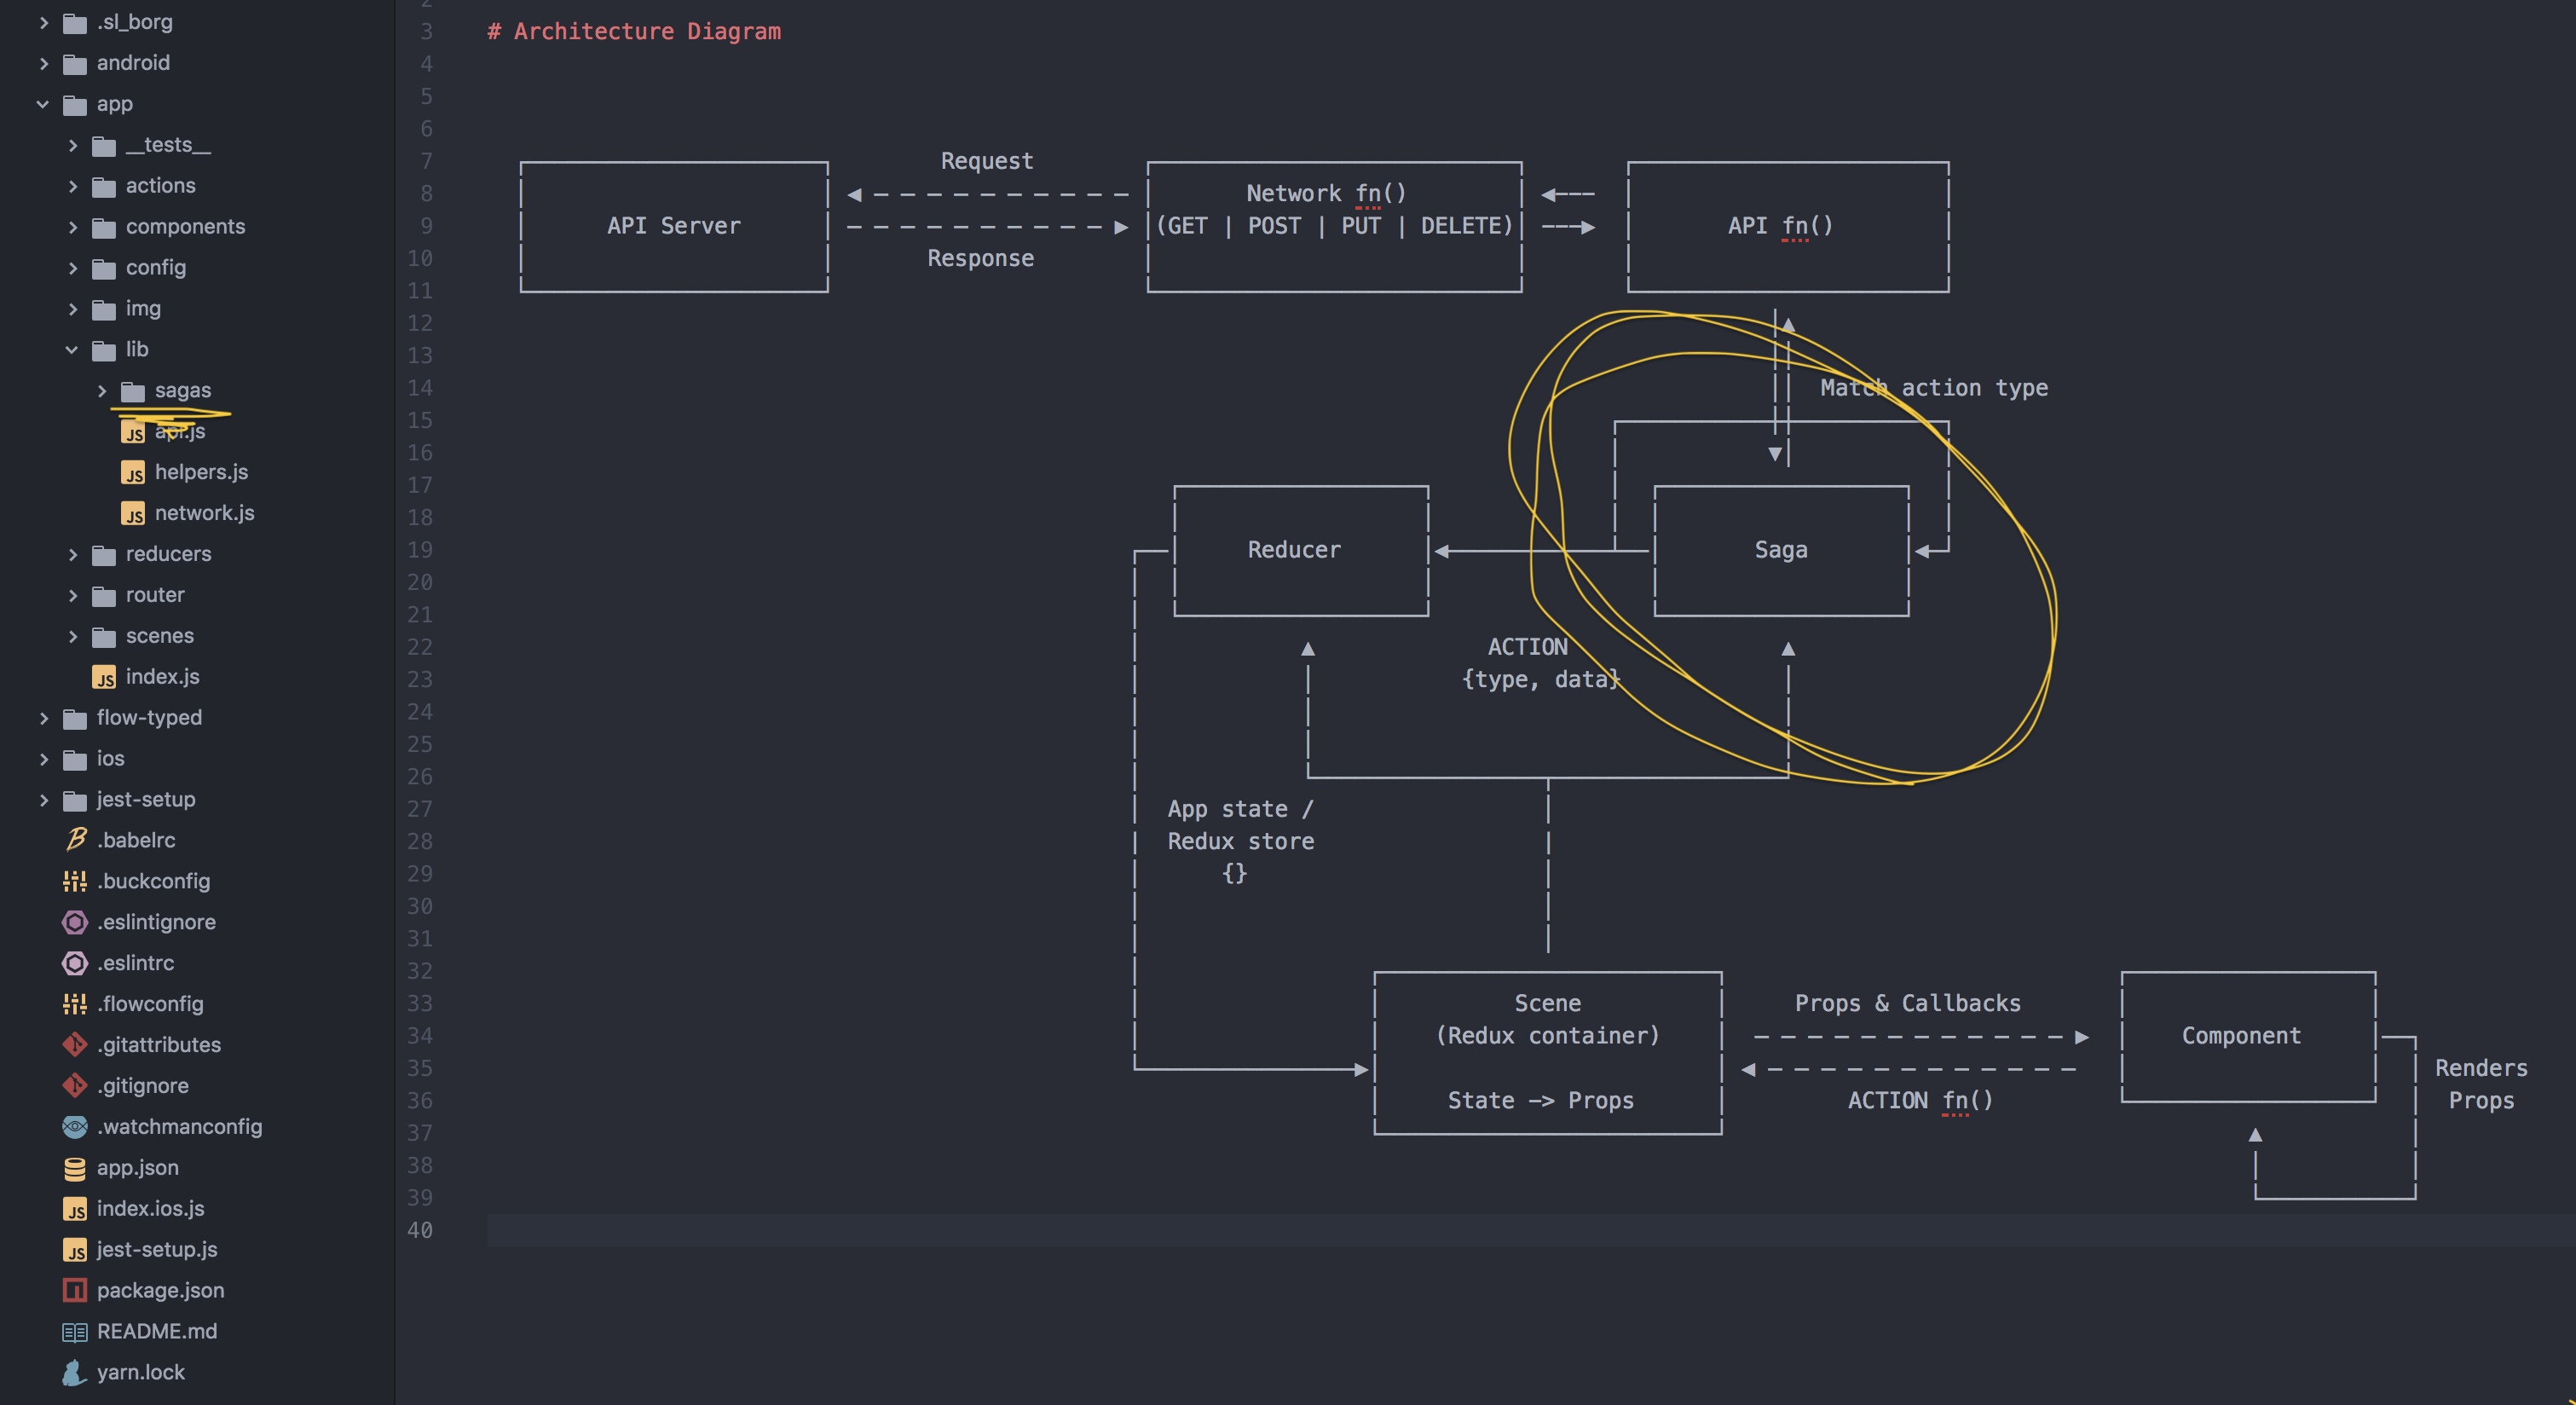 .sl_borg
android
app
__tests__
actions
components
config
img
lib
sagas
api.js
helpers.js
network.js
reducers
router
scenes
index.js
flow-typed
ios
jest-setup
.babelrc
.buckconfig
.eslintignore
.eslintrc
.flowconfig
.gitattributes
.gitignore
.watchmanconfig
app.json
index.ios.js
jest-setup.js
package.json
README.md
yarn.lock
2
3 # Architecture Diagram
4
5
6
7 Request
8 Network fn()
9 API Server (GET | POST | PUT | DELETE) API fn()
10 Response
11
12
13
14 Match action type
15
16
17
18
19 Reducer Saga
20
21
22 ACTION
23 {type, data}
24
25
26
27 App state /
28 Redux store
29 {}
30
31
32
33 Scene Props & Callbacks
34 (Redux container) Component
35 Renders
36 State -> Props ACTION fn() Props
37
38
39
40